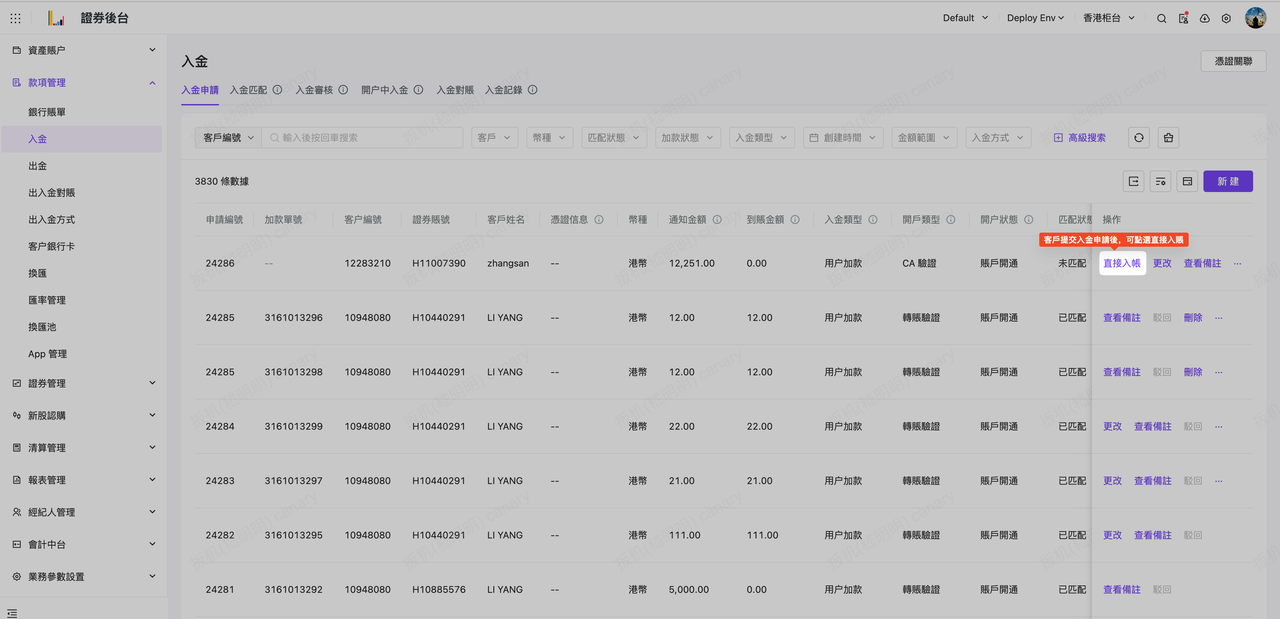 證券後台
Default
Deploy Env
香港柜台
資產賬户
款項管理
銀行賬單
入金
出金
出入金對賬
出入金方式
客户銀行卡
換匯
匯率管理
換匯池
App 管理
證券管理
新股認購
清算管理
報表管理
經紀人管理
會計中台
業務參數設置
入金
憑證關聯
入金申請 入金匹配 入金審核 開户中入金 入金對賬 入金記錄
客戶編號 輸入後按回車搜索 客戶 幣種 匹配狀態 加款狀態 入金類型 創建時間 金額範圍 入金方式 高級搜索
3830 條數據
新 建
申請編號 加款單號 客户編號 證券賬號 客戶姓名 憑證信息 幣種 通知金額 到賬金額 入金類型 開戶類型 開户狀態 匹配狀態 操作
客戶提交入金申請後，可點選直接入賬
24286 -- 12283210 H11007390 zhangsan -- 港幣 12,251.00 0.00 用户加款 CA 驗證 賬戶開通 未匹配 直接入帳 更改 查看備註 ...
24285 3161013296 10948080 H10440291 LI YANG -- 港幣 12.00 12.00 用户加款 轉賬驗證 賬戶開通 已匹配 查看備註 駁回 刪除 ...
24285 3161013298 10948080 H10440291 LI YANG -- 港幣 12.00 12.00 用户加款 轉賬驗證 賬戶開通 已匹配 查看備註 駁回 刪除 ...
24284 3161013299 10948080 H10440291 LI YANG -- 港幣 22.00 22.00 用户加款 轉賬驗證 賬戶開通 已匹配 更改 查看備註 駁回 ...
24283 3161013297 10948080 H10440291 LI YANG -- 港幣 21.00 21.00 用户加款 轉賬驗證 賬戶開通 已匹配 更改 查看備註 駁回 ...
24282 3161013295 10948080 H10440291 LI YANG -- 港幣 111.00 111.00 用户加款 轉賬驗證 賬戶開通 已匹配 更改 查看備註 駁回
24281 3161013292 10948080 H10885576 LI YANG -- 港幣 5,000.00 0.00 用户加款 轉賬驗證 賬戶開通 已匹配 查看備註 駁回